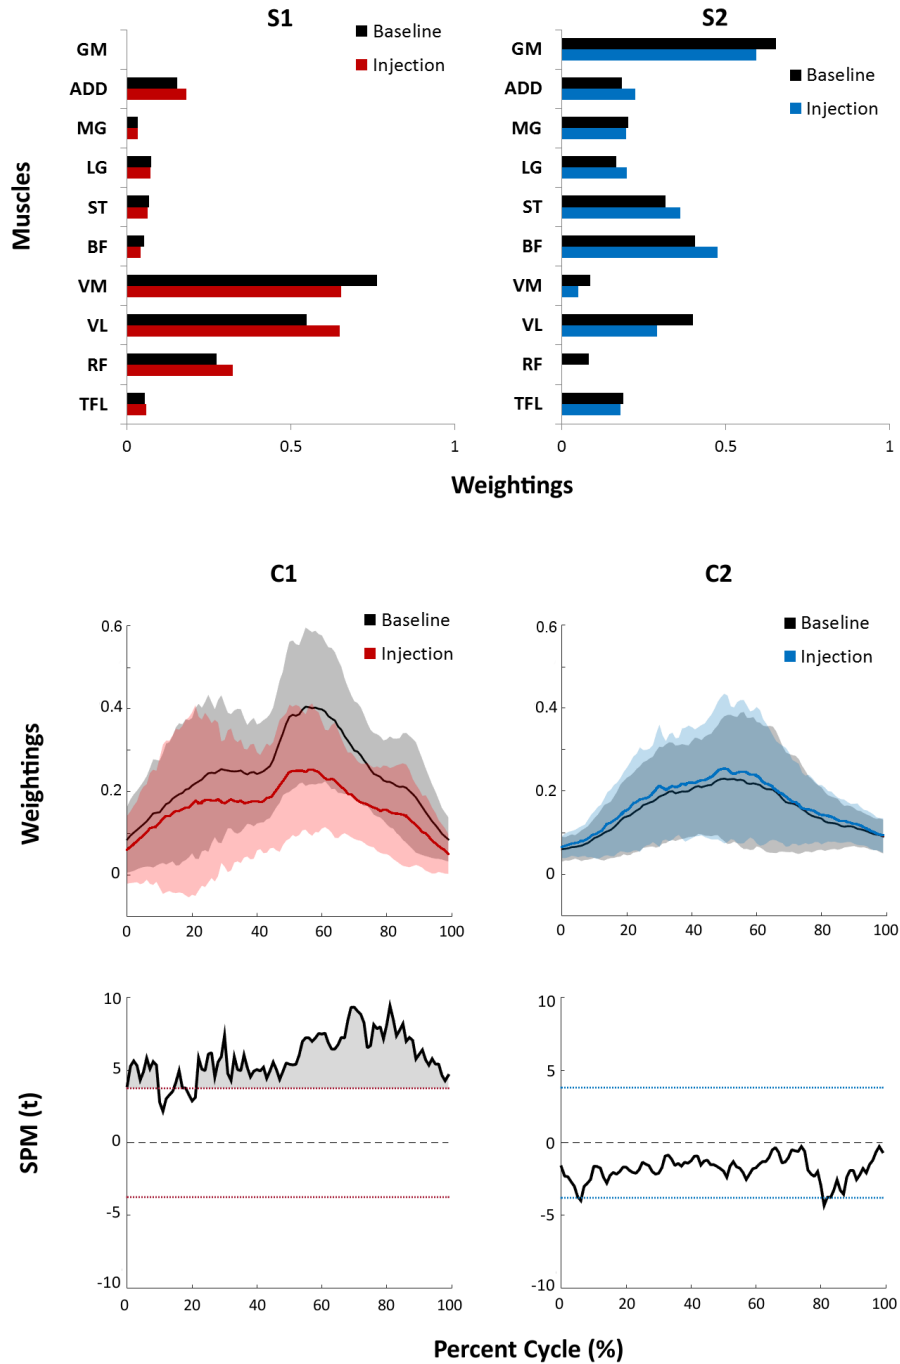 S1
Baseline
Injection
GM
ADD
MG
LG
ST
BF
VM
VL
RF
TFL
Muscles
0
0.5
1
S2
Baseline
Injection
GM
ADD
MG
LG
ST
BF
VM
VL
RF
TFL
0
0.5
1
Weightings
C1
Baseline
Injection
0.6
0.4
0.2
0
Weightings
0 20 40 60 80 100
C2
Baseline
Injection
0.6
0.4
0.2
0
0 20 40 60 80 100
10
5
0
-5
-10
SPM (t)
0 20 40 60 80 100
10
5
0
-5
-10
0 20 40 60 80 100
Percent Cycle (%)